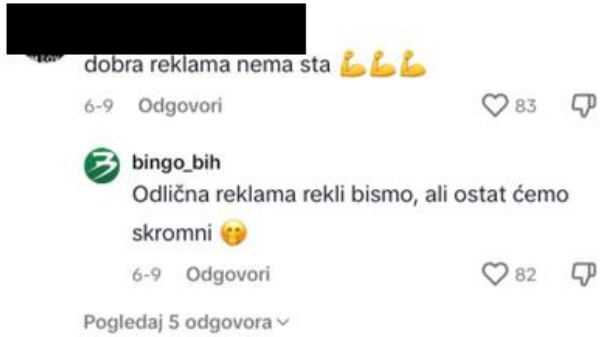 dobra reklama nema sta 💪💪💪
6-9 Odgovori 83
bingo_bih
Odlična reklama rekli bismo, ali ostat ćemo
skromni 🤭
6-9 Odgovori 82
Pogledaj 5 odgovora